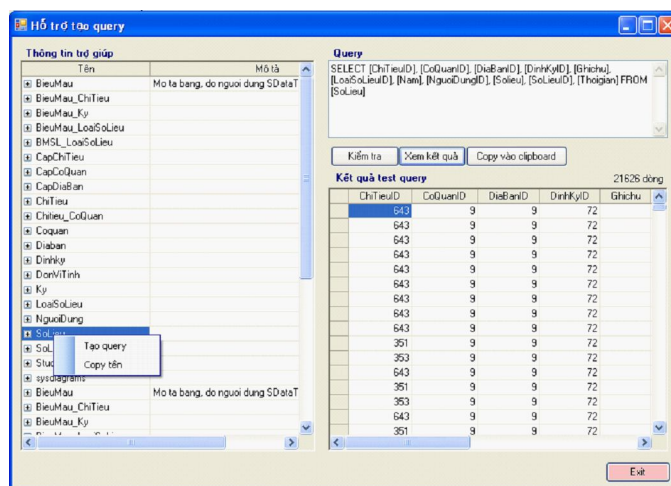 Hỗ trợ tạo query
Thông tin trợ giúp
Tên Mô tả
BieuMau Mo ta bang, do nguoi dung SDataT
BieuMau_ChiTieu
BieuMau_Ky
BieuMau_LoaiSoLieu
BMSL_LoaiSoLieu
CapChiTieu
CapCoQuan
CapDiaBan
ChiTieu
Chitieu_CoQuan
Coquan
Diaban
Dinhky
DonViTinh
Ky
LoaiSoLieu
NguoiDung
SoLieu
SoL
Stud
sysdiagrams
BieuMau Mo ta bang, do nguoi dung SDataT
BieuMau_ChiTieu
BieuMau_Ky
Tạo query
Copy tên
Query
SELECT [ChiTieuID], [CoQuanID], [DiaBanID], [DinhKyID], [Ghichu],
[LoaiSoLieuID], [Nam], [NguoiDungID], [Solieu], [SoLieuID], [Thoigian] FROM
[SoLieu]
Kiểm tra Xem kết quả Copy vào clipboard
Kết quả test query 21626 dòng
ChiTieuID CoQuanID DiaBanID DinhKyID Ghichu
643 9 9 72
643 9 9 72
643 9 9 72
643 9 9 72
643 9 9 72
643 9 9 72
643 9 9 72
643 9 9 72
643 9 9 72
351 9 9 72
353 9 9 72
643 9 9 72
351 9 9 72
353 9 9 72
643 9 9 72
351 9 9 72
Exit